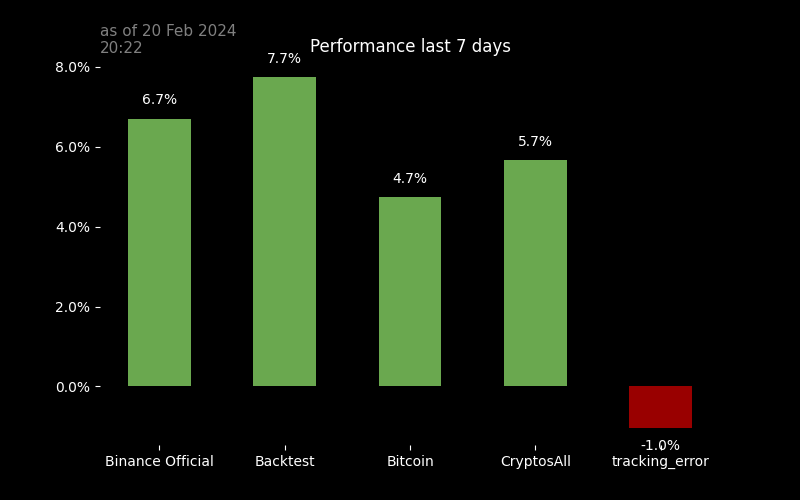 as of 20 Feb 2024
20:22
Performance last 7 days
8.0%
6.0%
4.0%
2.0%
0.0%
6.7%
7.7%
4.7%
5.7%
-1.0%
Binance Official
Backtest
Bitcoin
CryptosAll
tracking_error